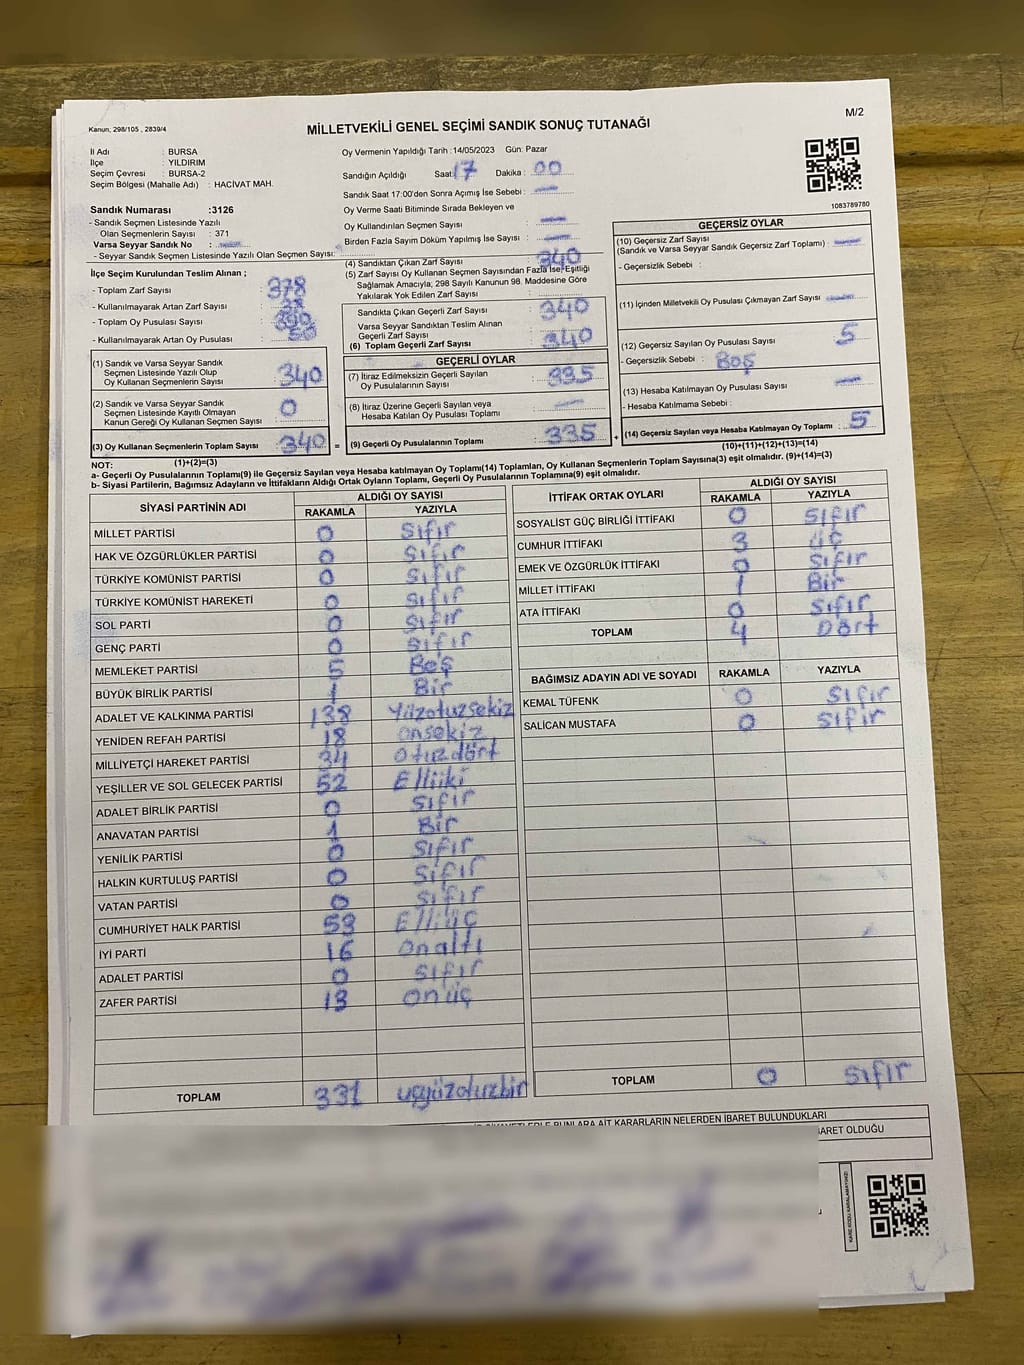 M/2
Kanun, 298/105 , 2839/4
MİLLETVEKİLİ GENEL SEÇİMİ SANDIK SONUÇ TUTANAĞI
İl Adı : BURSA
İlçe : YILDIRIM
Seçim Çevresi : BURSA-2
Seçim Bölgesi (Mahalle Adı) : HACİVAT MAH.
Sandık Numarası :3126
- Sandık Seçmen Listesinde Yazılı
Olan Seçmenlerin Sayısı : 371
Varsa Seyyar Sandık No :
- Seyyar Sandık Seçmen Listesinde Yazılı Olan Seçmen Sayısı:
Oy Vermenin Yapıldığı Tarih :14/05/2023 Gün: Pazar
Sandığın Açıldığı Saat: 17 Dakika : 00
Sandık Saat 17:00'den Sonra Açımış İse Sebebi :
Oy Verme Saati Bitiminde Sırada Bekleyen ve
Oy Kullandırılan Seçmen Sayısı :
Birden Fazla Sayım Döküm Yapılmış İse Sayısı :
1083789780
İlçe Seçim Kurulundan Teslim Alınan ;
- Toplam Zarf Sayısı : 378
- Kullanılmayarak Artan Zarf Sayısı : 38
- Toplam Oy Pusulası Sayısı : 390
- Kullanılmayarak Artan Oy Pusulası : 50
(4) Sandıktan Çıkan Zarf Sayısı : 340
(5) Zarf Sayısı Oy Kullanan Seçmen Sayısından Fazla İse, Eşitliği
Sağlamak Amacıyla, 298 Sayılı Kanunun 98. Maddesine Göre
Yakılarak Yok Edilen Zarf Sayısı :
Sandıkta Çıkan Geçerli Zarf Sayısı : 340
Varsa Seyyar Sandıktan Teslim Alınan
Geçerli Zarf Sayısı :
(6) Toplam Geçerli Zarf Sayısı : 340
GEÇERSİZ OYLAR
(10) Geçersiz Zarf Sayısı
(Sandık ve Varsa Seyyar Sandık Geçersiz Zarf Toplamı) :
- Geçersizlik Sebebi :
(11) İçinden Milletvekili Oy Pusulası Çıkmayan Zarf Sayısı
(12) Geçersiz Sayılan Oy Pusulası Sayısı : 5
- Geçersizlik Sebebi : Boş
(13) Hesaba Katılmayan Oy Pusulası Sayısı :
- Hesaba Katılmama Sebebi :
(14) Geçersiz Sayılan veya Hesaba Katılmayan Oy Toplamı : 5
(10)+(11)+(12)+(13)=(14)
(1) Sandık ve Varsa Seyyar Sandık
Seçmen Listesinde Yazılı Olup
Oy Kullanan Seçmenlerin Sayısı : 340
(2) Sandık ve Varsa Seyyar Sandık
Seçmen Listesinde Kayıtlı Olmayan
Kanun Gereği Oy Kullanan Seçmen Sayısı : 0
(3) Oy Kullanan Seçmenlerin Toplam Sayısı : 340 =
(1)+(2)=(3)
GEÇERLİ OYLAR
(7) İtiraz Edilmeksizin Geçerli Sayılan
Oy Pusulalarının Sayısı : 335
(8) İtiraz Üzerine Geçerli Sayılan veya
Hesaba Katılan Oy Pusulası Toplamı :
(9) Geçerli Oy Pusulalarının Toplamı : 335 +
NOT:
a- Geçerli Oy Pusulalarının Toplamı(9) ile Geçersiz Sayılan veya Hesaba katılmayan Oy Toplamı(14) Toplamları, Oy Kullanan Seçmenlerin Toplam Sayısına(3) eşit olmalıdır. (9)+(14)=(3)
b- Siyasi Partilerin, Bağımsız Adayların ve İttifakların Aldığı Ortak Oyların Toplamı, Geçerli Oy Pusulalarının Toplamına(9) eşit olmalıdır.
SİYASİ PARTİNİN ADI ALDIĞI OY SAYISI
RAKAMLA YAZIYLA
MİLLET PARTİSİ 0 Sıfır
HAK VE ÖZGÜRLÜKLER PARTİSİ 0 Sıfır
TÜRKİYE KOMÜNİST PARTİSİ 0 Sıfır
TÜRKİYE KOMÜNİST HAREKETİ 0 Sıfır
SOL PARTİ 0 Sıfır
GENÇ PARTİ 0 Sıfır
MEMLEKET PARTİSİ 5 Beş
BÜYÜK BİRLİK PARTİSİ 1 Bir
ADALET VE KALKINMA PARTİSİ 138 Yüzotuzsekiz
YENİDEN REFAH PARTİSİ 18 onsekiz
MİLLİYETÇİ HAREKET PARTİSİ 34 otuzdört
YEŞİLLER VE SOL GELECEK PARTİSİ 52 Elliiki
ADALET BİRLİK PARTİSİ 0 Sıfır
ANAVATAN PARTİSİ 1 Bir
YENİLİK PARTİSİ 0 Sıfır
HALKIN KURTULUŞ PARTİSİ 0 Sıfır
VATAN PARTİSİ 0 Sıfır
CUMHURİYET HALK PARTİSİ 53 Elliüç
İYİ PARTİ 16 onaltı
ADALET PARTİSİ 0 Sıfır
ZAFER PARTİSİ 13 onüç
TOPLAM 331 üçyüzotuzbir
İTTİFAK ORTAK OYLARI ALDIĞI OY SAYISI
RAKAMLA YAZIYLA
SOSYALİST GÜÇ BİRLİĞİ İTTİFAKI 0 Sıfır
CUMHUR İTTİFAKI 3 üç
EMEK VE ÖZGÜRLÜK İTTİFAKI 0 Sıfır
MİLLET İTTİFAKI 1 Bir
ATA İTTİFAKI 0 Sıfır
TOPLAM 4 Dört
BAĞIMSIZ ADAYIN ADI VE SOYADI RAKAMLA YAZIYLA
KEMAL TÜFENK 0 Sıfır
SALİCAN MUSTAFA 0 Sıfır
TOPLAM 0 Sıfır
BUNLARA AİT KARARLARIN NELERDEN İBARET BULUNDUKLARI
OLDUĞU